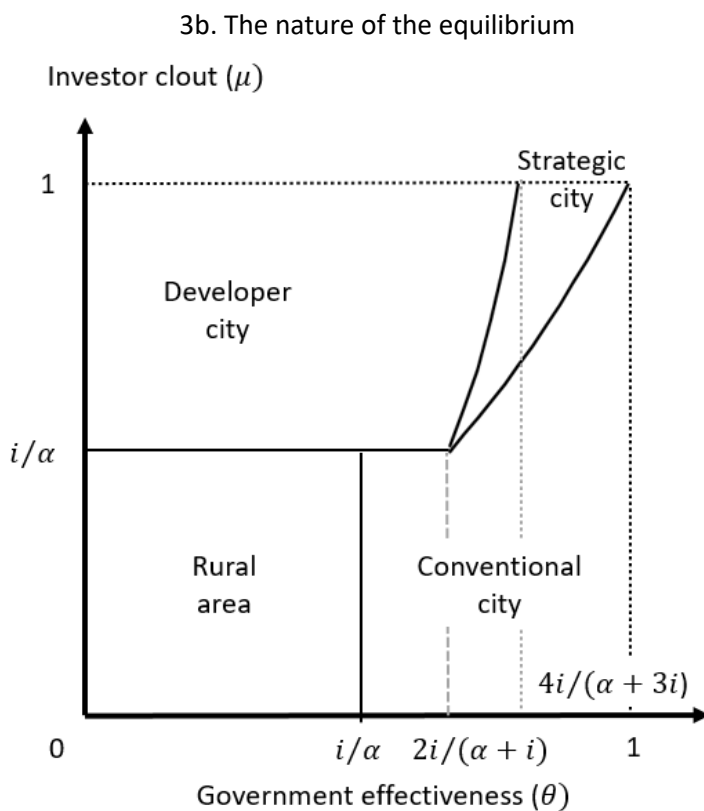 3b. The nature of the equilibrium
Investor clout (μ)
Strategic
city
1
Developer
city
i/α
Rural
area
Conventional
city
4i/(α + 3i)
0
i/α
2i/(α + i)
1
Government effectiveness (θ)